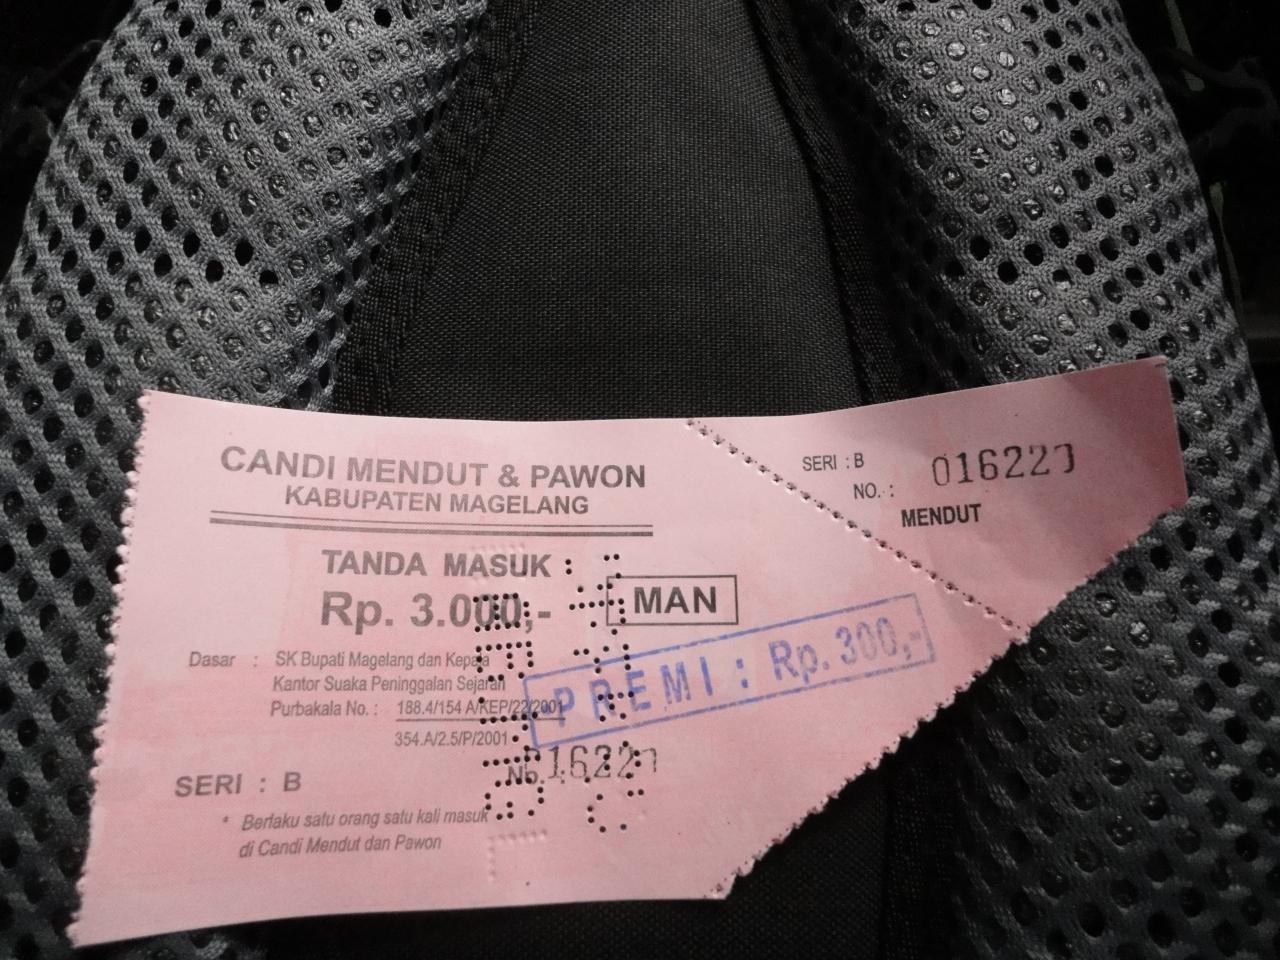 CANDI MENDUT & PAWON
KABUPATEN MAGELANG
TANDA MASUK :
Rp. 3.000,-
MAN
Dasar : SK Bupati Magelang dan Kepala
Kantor Suaka Peninggalan Sejarah
Purbakala No. : 188.4/154 A/KEP/22/2001
354.A/2.5/P/2001
PREMI : Rp. 300,-
No.
SERI : B
* Berlaku satu orang satu kali masuk
di Candi Mendut dan Pawon
SERI : B
NO. :
MENDUT